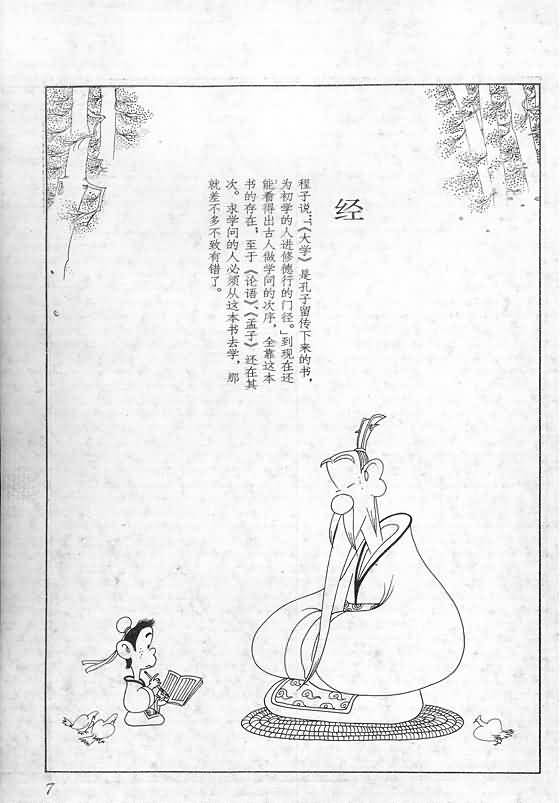 经
程子说：「《大学》是孔子留传下来的书，
为初学的人进修德行的门径。」到现在还
能看得出古人做学问的次序，全靠这本
书的存在，至于《论语》、《孟子》还在其
次。求学问的人必须从这本书去学，那
就差不多不致有错了。
7